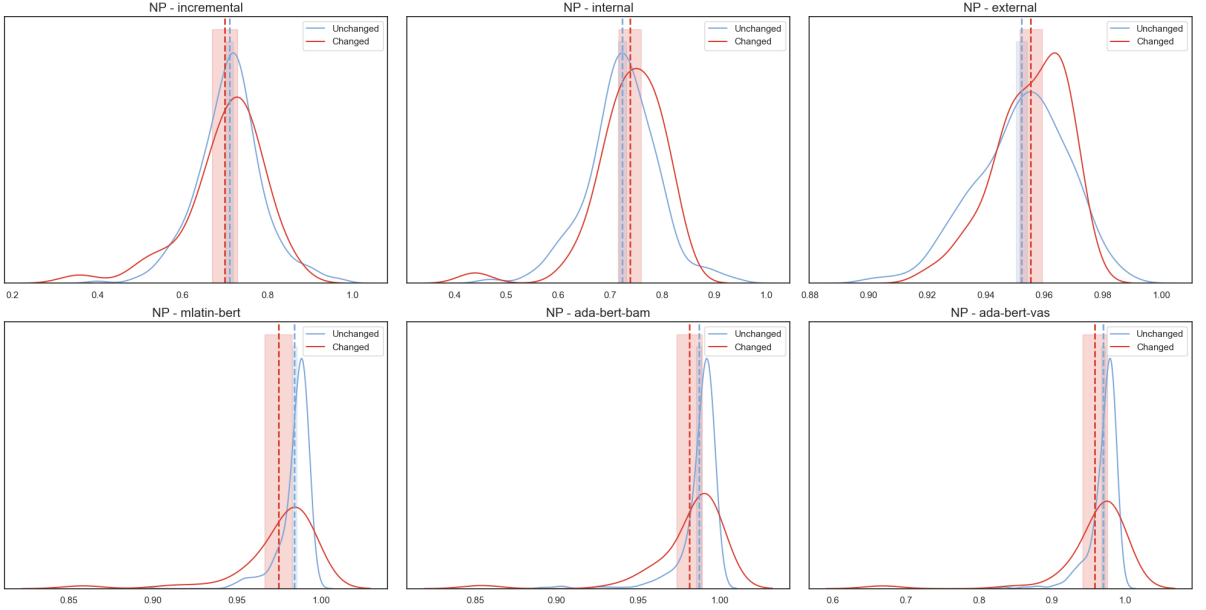 NP - incremental
Unchanged
Changed
0.2 0.4 0.6 0.8 1.0
NP - internal
Unchanged
Changed
0.4 0.5 0.6 0.7 0.8 0.9 1.0
NP - external
Unchanged
Changed
0.88 0.90 0.92 0.94 0.96 0.98 1.00
NP - mlatin-bert
Unchanged
Changed
0.85 0.90 0.95 1.00
NP - ada-bert-bam
Unchanged
Changed
0.85 0.90 0.95 1.00
NP - ada-bert-vas
Unchanged
Changed
0.6 0.7 0.8 0.9 1.0